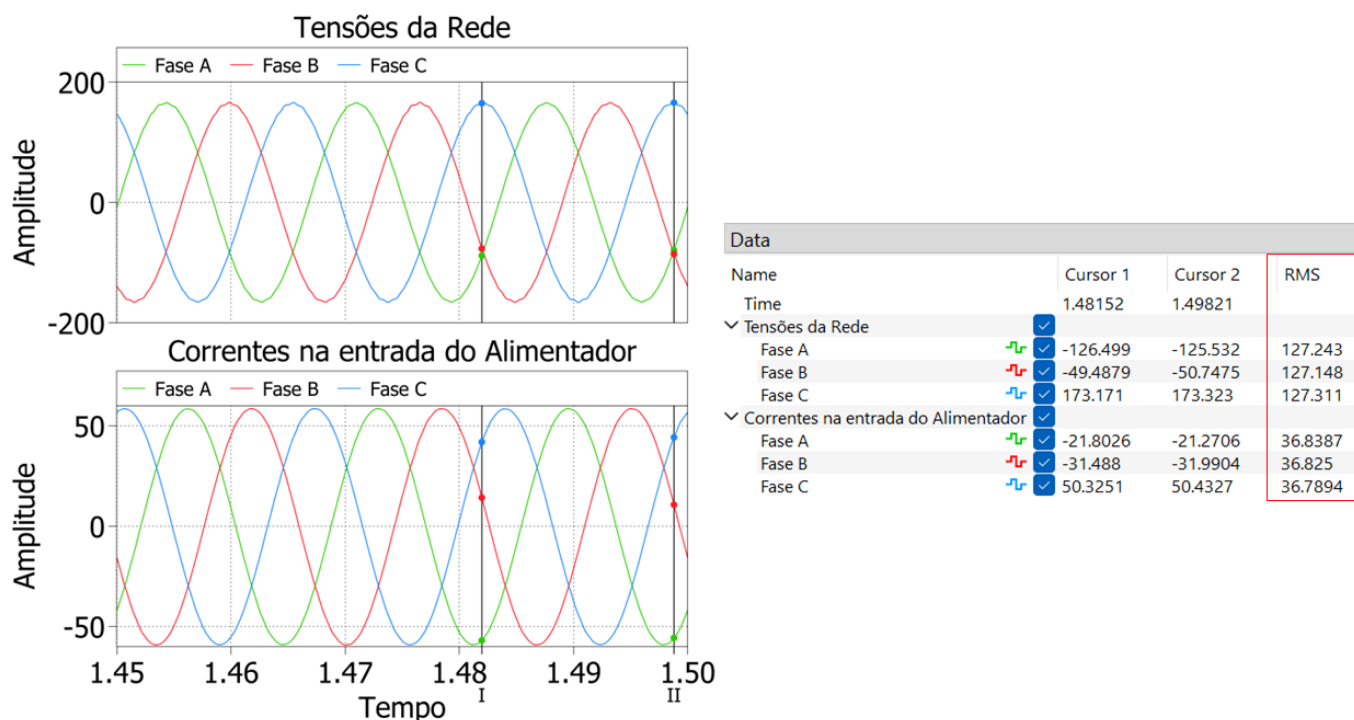 Tensões da Rede
Fase A Fase B Fase C
200
0
-200
Amplitude
Correntes na entrada do Alimentador
Fase A Fase B Fase C
50
0
-50
Amplitude
1.45 1.46 1.47 1.48 1.49 1.50
I II
Tempo
Data
Name Cursor 1 Cursor 2 RMS
Time 1.48152 1.49821
Tensões da Rede
Fase A -126.499 -125.532 127.243
Fase B -49.4879 -50.7475 127.148
Fase C 173.171 173.323 127.311
Correntes na entrada do Alimentador
Fase A -21.8026 -21.2706 36.8387
Fase B -31.488 -31.9904 36.825
Fase C 50.3251 50.4327 36.7894